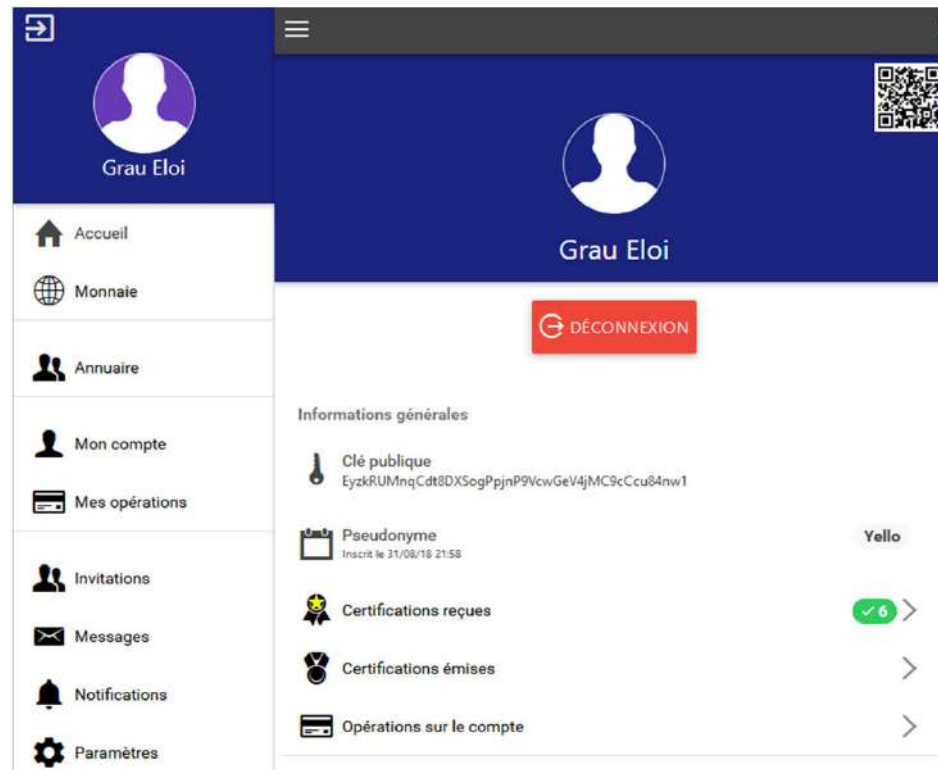 Grau Eloi
Accueil
Monnaie
Annuaire
Mon compte
Mes opérations
Invitations
Messages
Notifications
Paramètres
Grau Eloi
DÉCONNEXION
Informations générales
Clé publique
EyzkRUMnqCdt8DXSogPpjnP9VcwGeV4jMC9cCcu84nw1
Pseudonyme
Yello
Inscrit le 31/08/18 21:58
Certifications reçues
6
Certifications émises
Opérations sur le compte